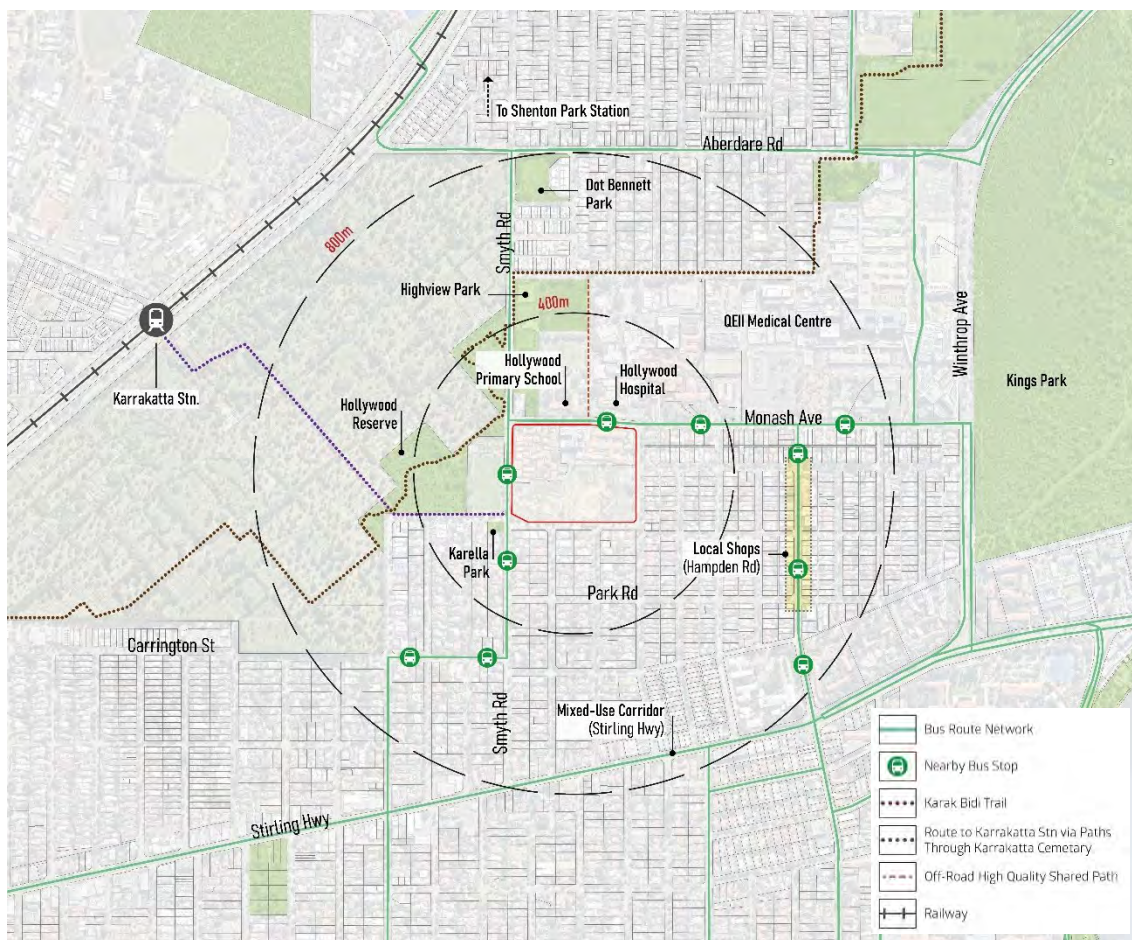 To Shenton Park Station
Aberdare Rd
Dot Bennett
Park
800m
Smyth Rd
Highview Park
400m
QEII Medical Centre
Winthrop Ave
Kings Park
Karrakatta Stn.
Hollywood
Primary School
Hollywood
Hospital
Hollywood
Reserve
Monash Ave
Karella
Park
Local Shops
(Hampden Rd)
Park Rd
Carrington St
Smyth Rd
Mixed-Use Corridor
(Stirling Hwy)
Stirling Hwy
Bus Route Network
Nearby Bus Stop
Karak Bidi Trail
Route to Karrakatta Stn via Paths
Through Karrakatta Cemetary
Off-Road High Quality Shared Path
Railway